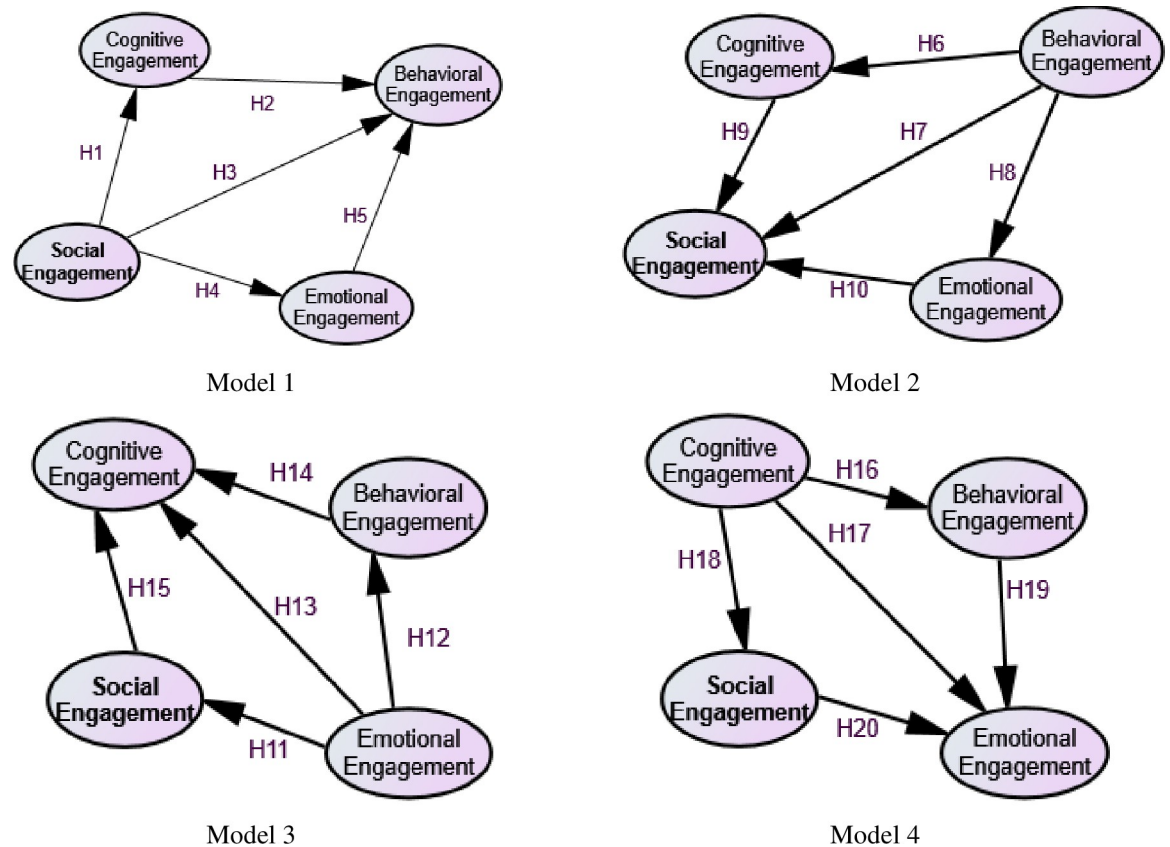 Cognitive
Engagement
Behavioral
Engagement
H2
H1
H3
H5
Social
Engagement
H4
Emotional
Engagement
Model 1
Cognitive
Engagement
H6
Behavioral
Engagement
H9
H7
H8
Social
Engagement
H10
Emotional
Engagement
Model 2
Cognitive
Engagement
H14
Behavioral
Engagement
H15
H13
H12
Social
Engagement
H11
Emotional
Engagement
Model 3
Cognitive
Engagement
H16
Behavioral
Engagement
H17
H18
H19
Social
Engagement
H20
Emotional
Engagement
Model 4